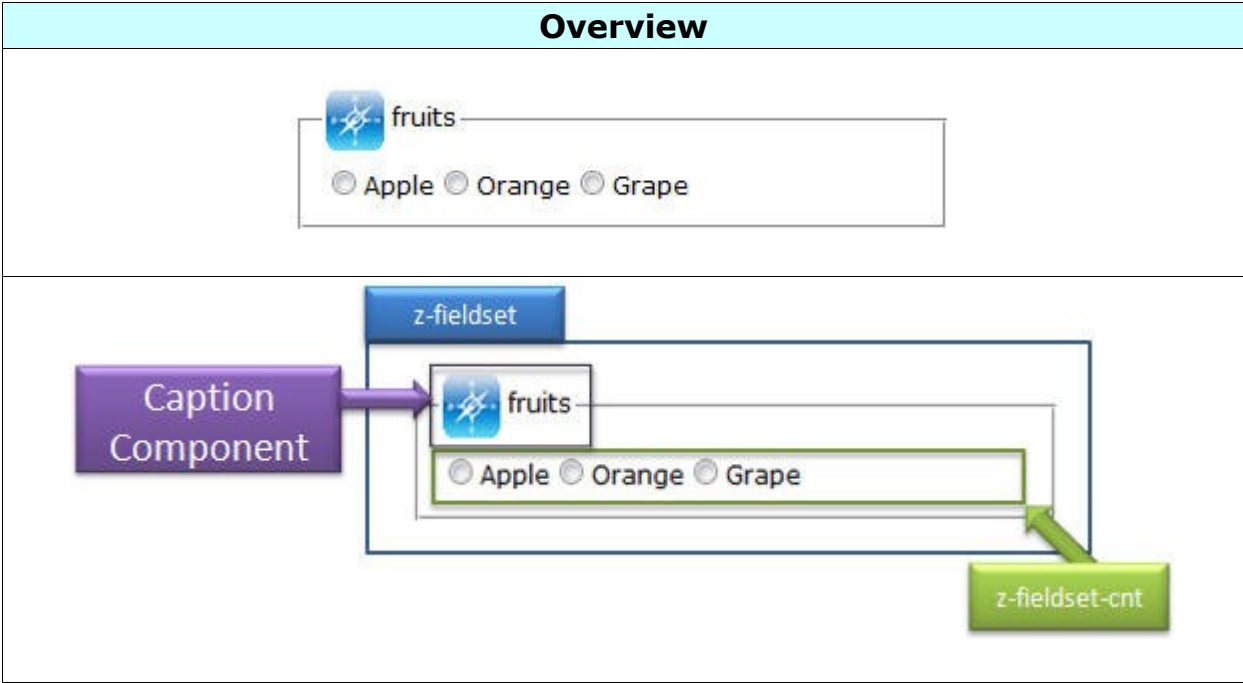 Overview
fruits
Apple Orange Grape
z-fieldset
Caption
Component
fruits
Apple Orange Grape
z-fieldset-cnt